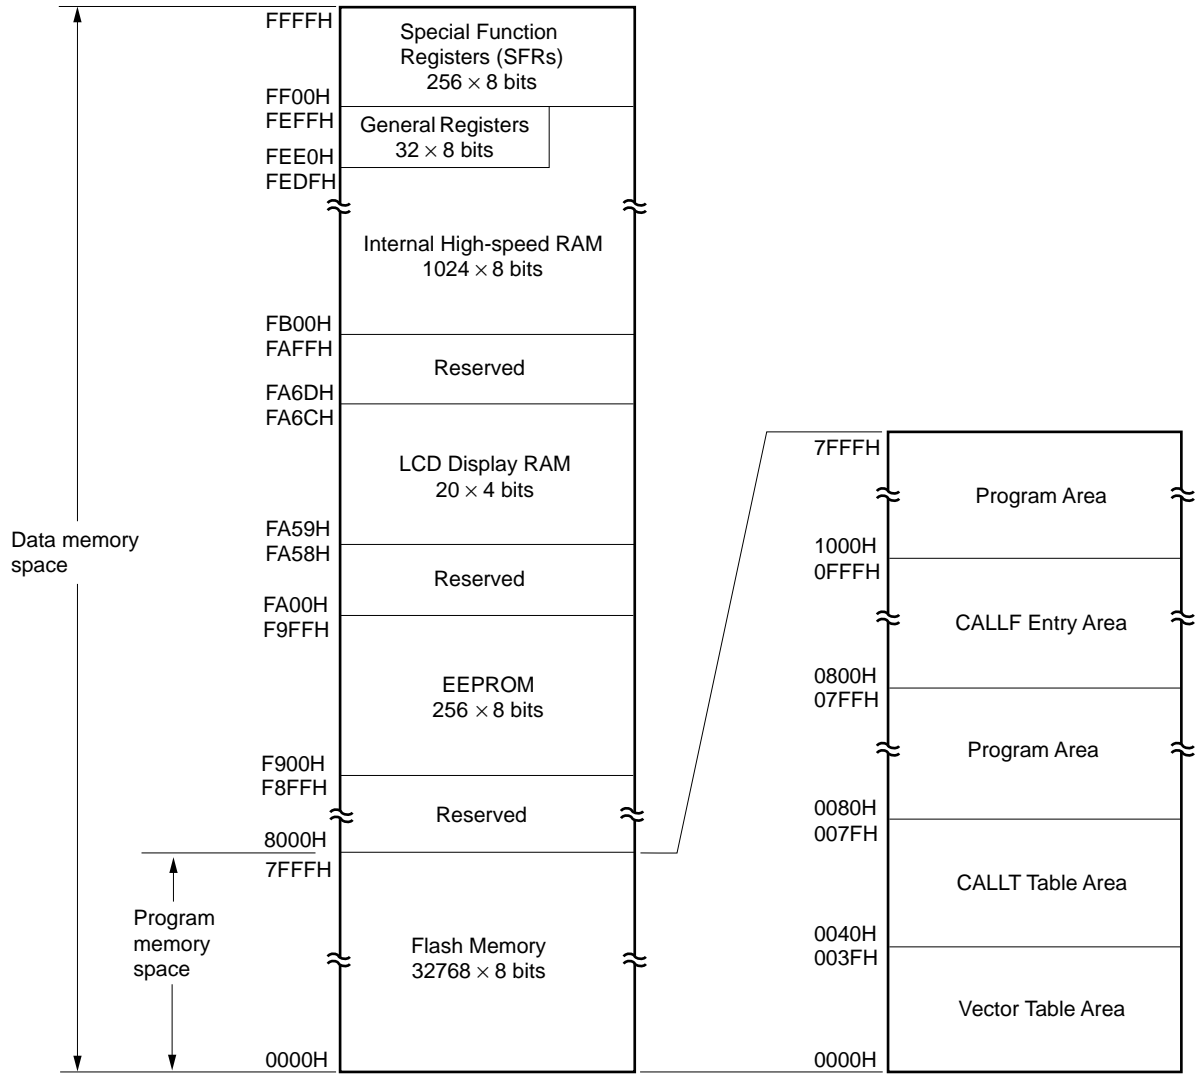 FFFFH
Special Function
Registers (SFRs)
256 × 8 bits
FF00H
FEFFH
General Registers
32 × 8 bits
FEE0H
FEDFH
Internal High-speed RAM
1024 × 8 bits
FB00H
FAFFH
Reserved
FA6DH
FA6CH
LCD Display RAM
20 × 4 bits
FA59H
FA58H
Reserved
FA00H
F9FFH
EEPROM
256 × 8 bits
F900H
F8FFH
Reserved
8000H
7FFFH
Flash Memory
32768 × 8 bits
0000H
Data memory
space
Program
memory
space
7FFFH
Program Area
1000H
0FFFH
CALLF Entry Area
0800H
07FFH
Program Area
0080H
007FH
CALLT Table Area
0040H
003FH
Vector Table Area
0000H